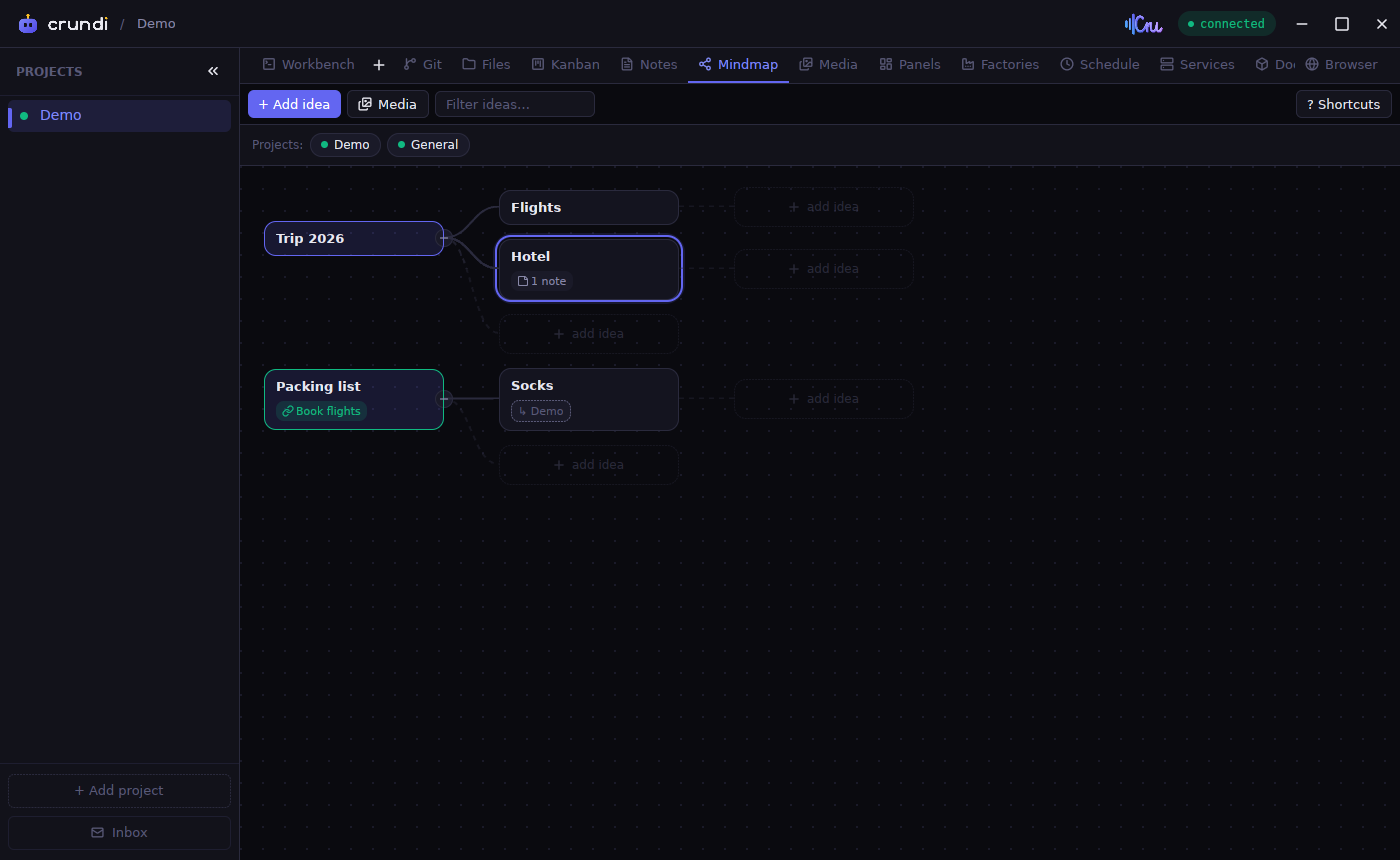 crundi / Demo
Cru
connected
PROJECTS
Workbench + Git Files Kanban Notes Mindmap Media Panels Factories Schedule Services Browser
Demo
+ Add idea Media Filter ideas... ? Shortcuts
Projects: Demo General
Flights
+ add idea
Trip 2026
Hotel
1 note
+ add idea
+ add idea
Packing list
Book flights
Socks
↳ Demo
+ add idea
+ add idea
+ Add project
Inbox